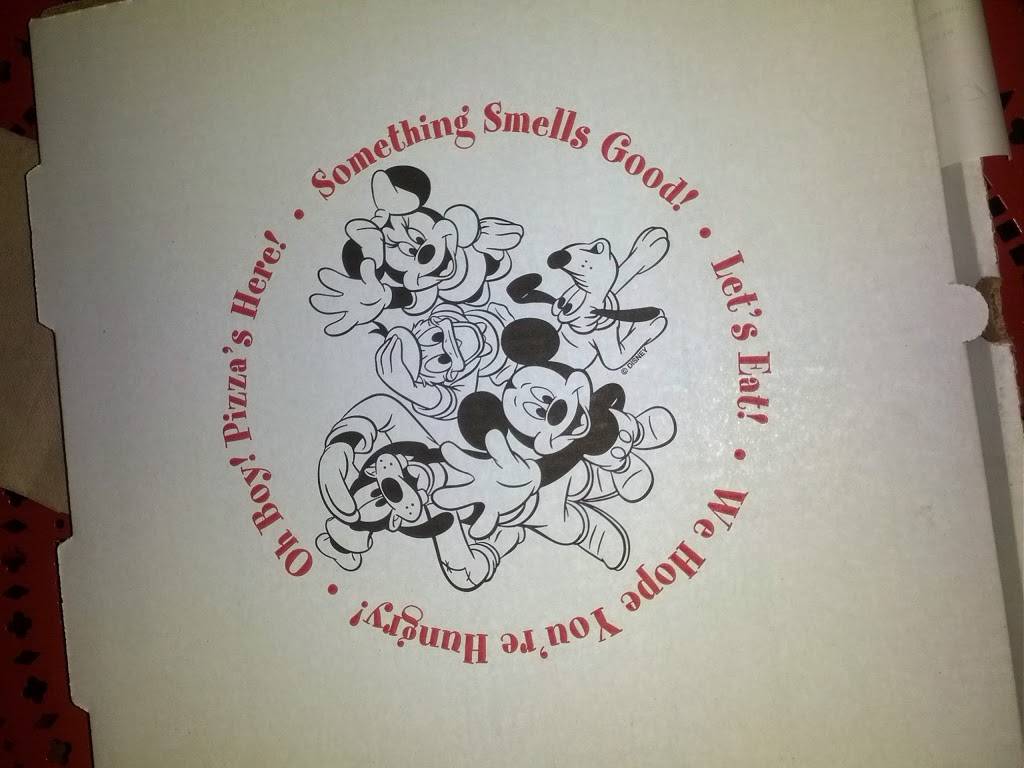 Oh Boy! Pizza's Here! •
Something Smells Good! •
Let's Eat! •
We Hope You're Hungry! •
© DISNEY